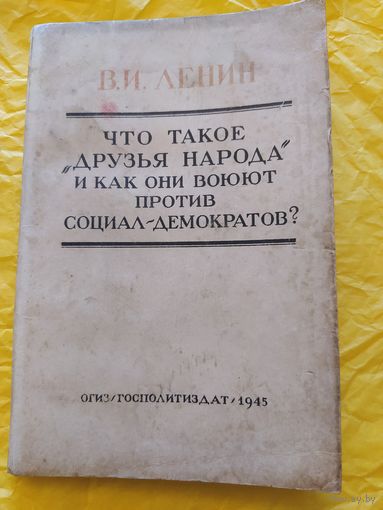 В.И. ЛЕНИН
ЧТО ТАКОЕ
„ДРУЗЬЯ НАРОДА“
И КАК ОНИ ВОЮЮТ
ПРОТИВ
СОЦИАЛ-ДЕМОКРАТОВ?
ОГИЗ/ГОСПОЛИТИЗДАТ/1945